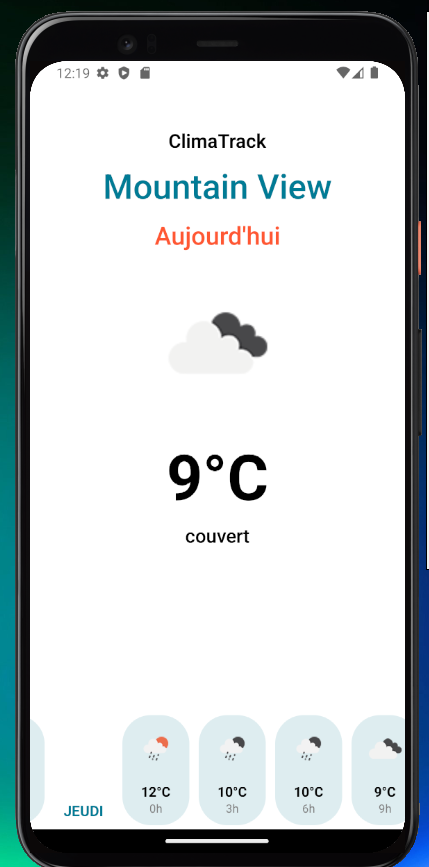 12:19
ClimaTrack
Mountain View
Aujourd'hui
9°C
couvert
JEUDI
12°C
0h
10°C
3h
10°C
6h
9°C
9h